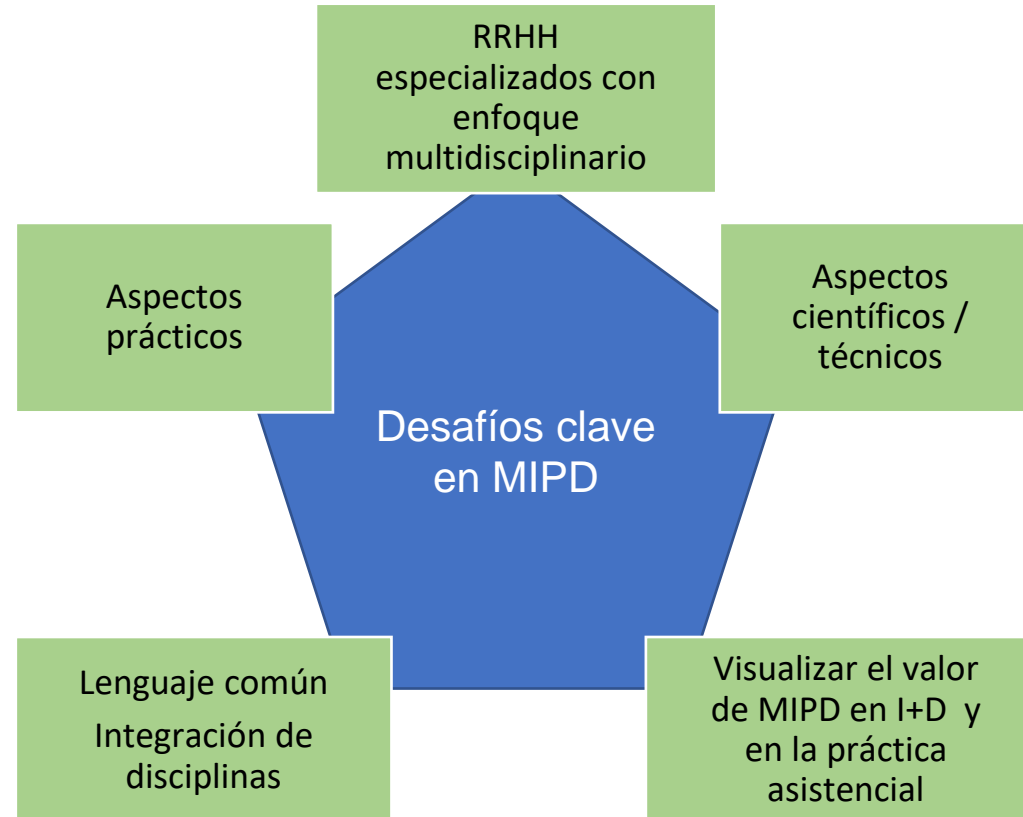 RRHH
especializados con
enfoque
multidisciplinario
Aspectos
prácticos
Aspectos
científicos /
técnicos
Desafíos clave
en MIPD
Lenguaje común
Integración de
disciplinas
Visualizar el valor
de MIPD en I+D y
en la práctica
asistencial